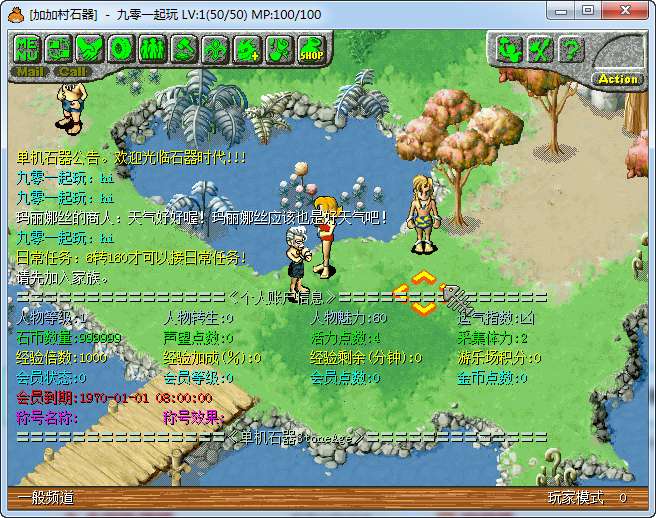 [加加村石器] - 九零一起玩 LV:1(50/50) MP:100/100
MENU
SHOP
Mail Call
Action
单机石器公告。欢迎光临石器时代!!!
九零一起玩: hi
九零一起玩: hi
玛丽娜丝的商人: 天气好好喔! 玛丽娜丝应该也是好天气吧!
九零一起玩: hi
日常任务: 6转160才可以接日常任务!
请先加入家族。
《个人账户信息》
人物等级:1 人物转生:0 人物魅力:60 运气指数:凶
石币数量:999999 声望点数:0 活力点数:4 采集体力:2
经验倍数:1000 经验加成(%):0 经验剩余(分钟):0 游乐场积分:0
会员状态:0 会员等级:0 会员点数:0 金币点数:0
会员到期:1970-01-01 08:00:00
称号名称: 称号效果:
《单机石器StoneAge》
一般频道 玩家模式 0